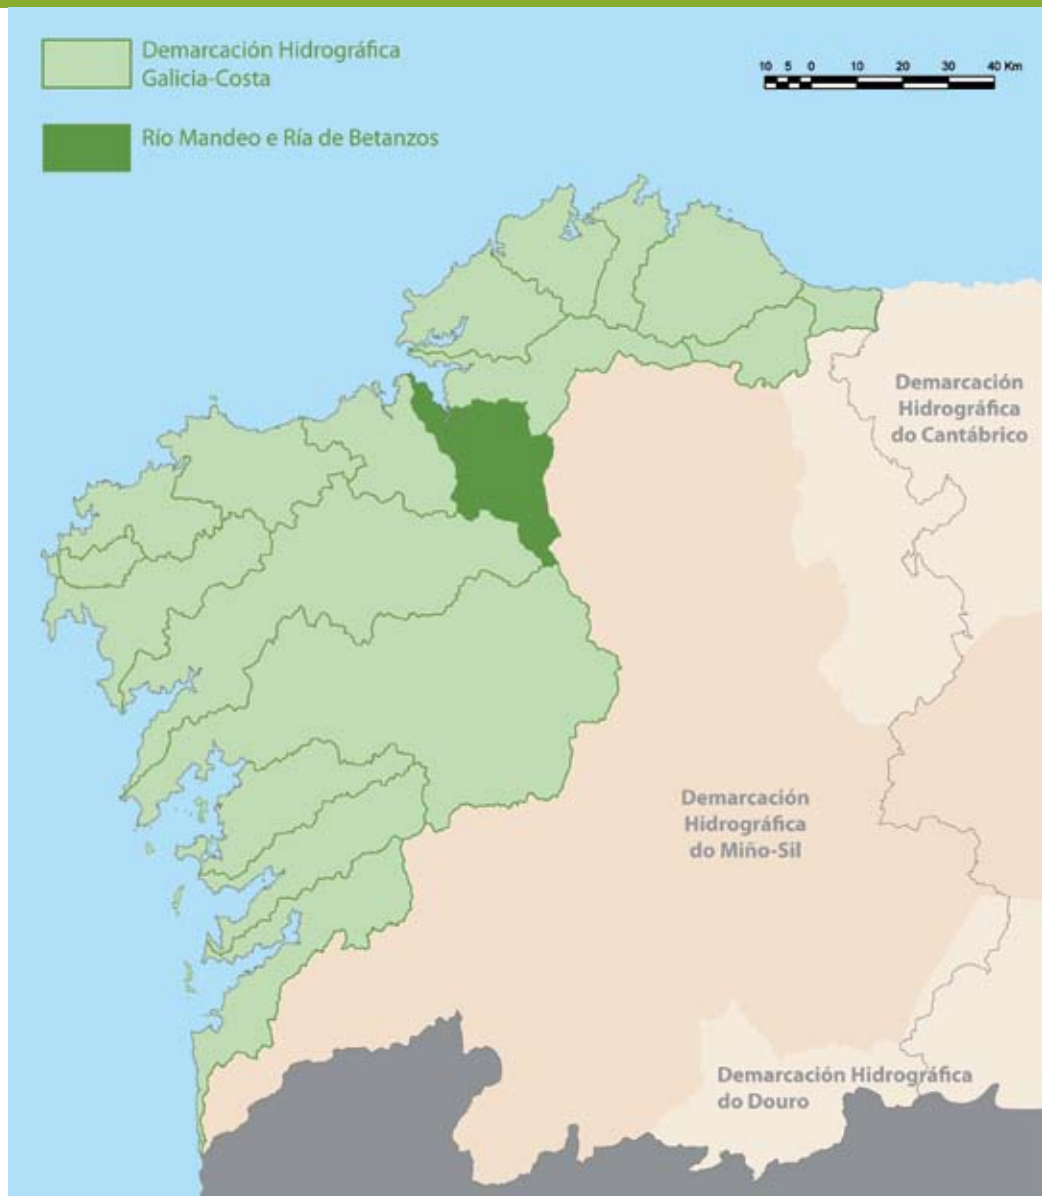 Demarcación Hidrográfica
Galicia-Costa
10 5 0 10 20 30 40 Km
Río Mandeo e Ría de Betanzos
Demarcación
Hidrográfica
do Cantábrico
Demarcación
Hidrográfica
do Miño-Sil
Demarcación Hidrográfica
do Douro